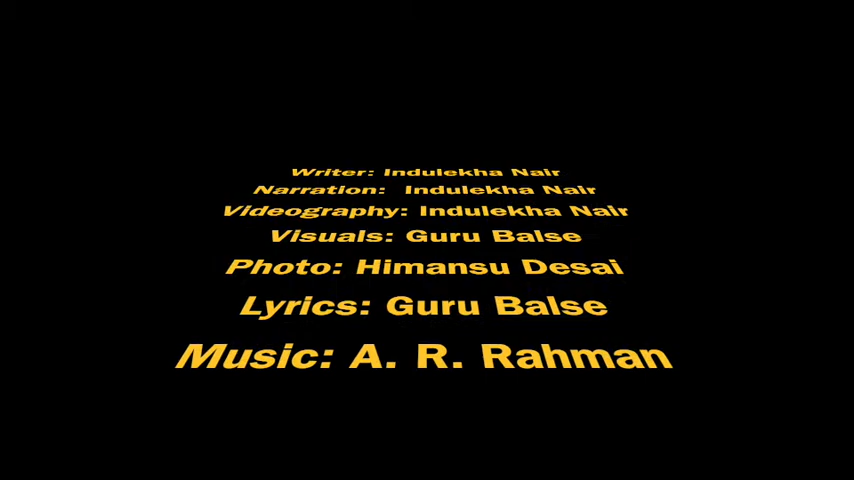 Writer: Indulekha Nair
Narration: Indulekha Nair
Videography: Indulekha Nair
Visuals: Guru Balse
Photo: Himansu Desai
Lyrics: Guru Balse
Music: A. R. Rahman